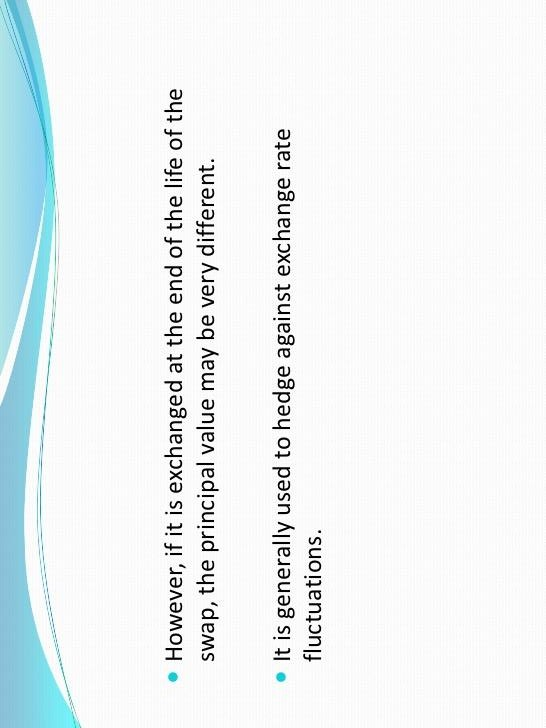 However, if it is exchanged at the end of the life of the
swap, the principal value may be very different.
It is generally used to hedge against exchange rate
fluctuations.